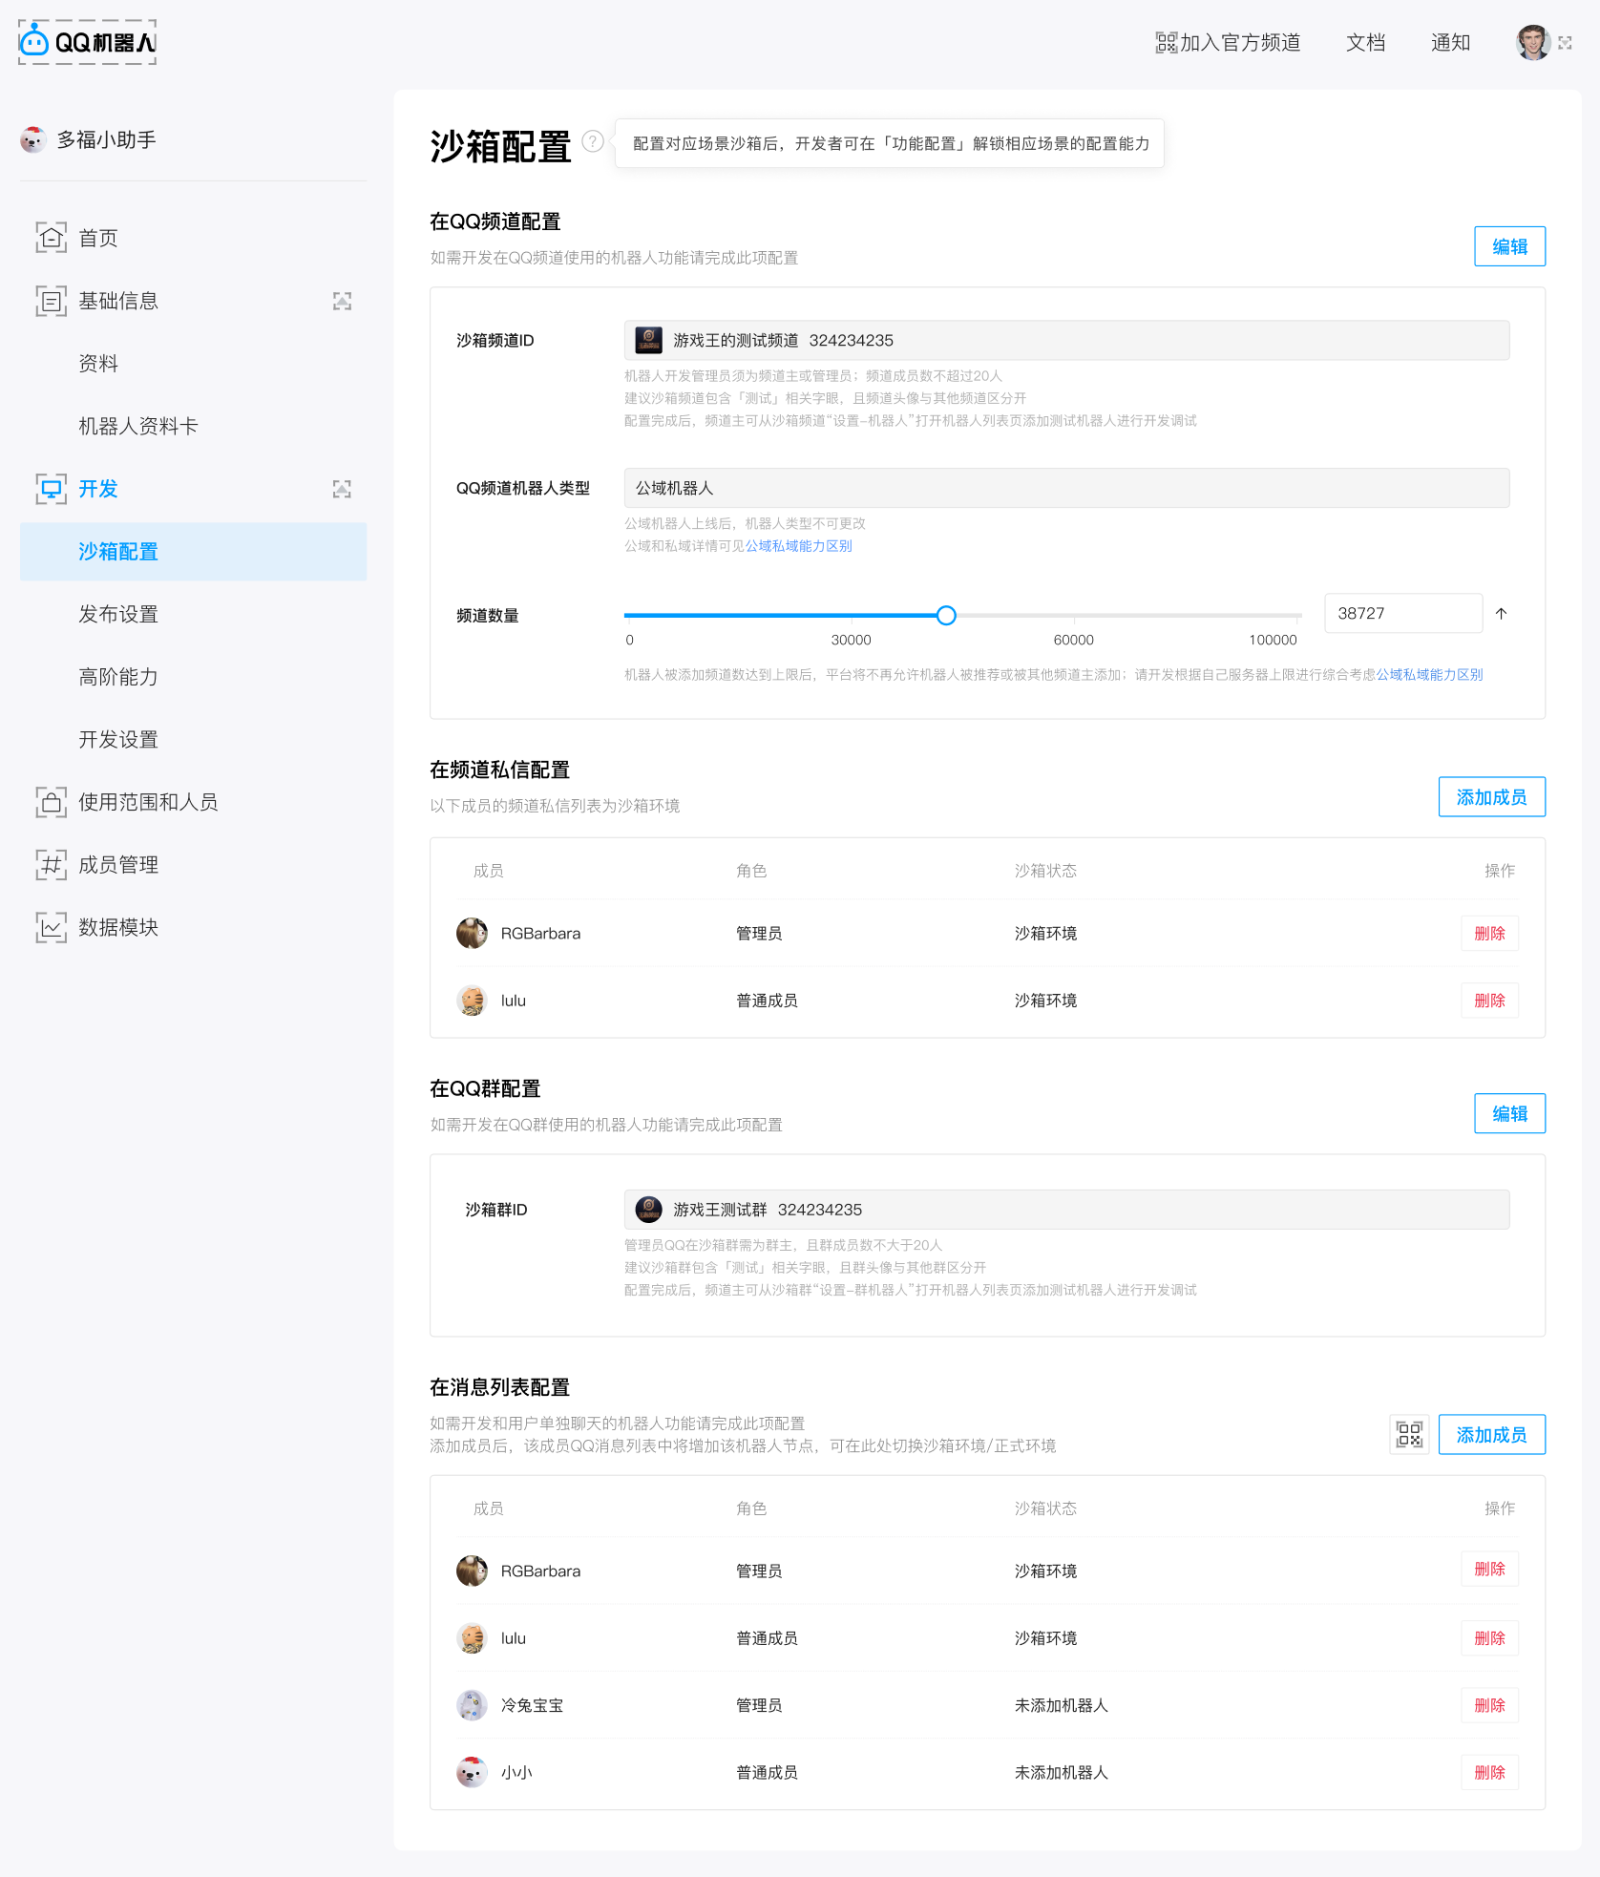 QQ机器人
加入官方频道 文档 通知
多福小助手
首页
基础信息
资料
机器人资料卡
开发
沙箱配置
发布设置
高阶能力
开发设置
使用范围和人员
成员管理
数据模块
沙箱配置 ? 配置对应场景沙箱后，开发者可在「功能配置」解锁相应场景的配置能力
在QQ频道配置
如需开发在QQ频道使用的机器人功能请完成此项配置
编辑
沙箱频道ID 游戏王的测试频道 324234235
机器人开发管理员须为频道主或管理员；频道成员数不超过20人
建议沙箱频道包含「测试」相关字眼，且频道头像与其他频道区分开
配置完成后，频道主可从沙箱频道“设置-机器人”打开机器人列表页添加测试机器人进行开发调试
QQ频道机器人类型 公域机器人
公域机器人上线后，机器人类型不可更改
公域和私域详情可见公域私域能力区别
频道数量 38727
0 30000 60000 100000
机器人被添加频道数达到上限后，平台将不再允许机器人被推荐或被其他频道主添加；请开发根据自己服务器上限进行综合考虑公域私域能力区别
在频道私信配置
以下成员的频道私信列表为沙箱环境
添加成员
成员 角色 沙箱状态 操作
RGBarbara 管理员 沙箱环境 删除
lulu 普通成员 沙箱环境 删除
在QQ群配置
如需开发在QQ群使用的机器人功能请完成此项配置
编辑
沙箱群ID 游戏王测试群 324234235
管理员QQ在沙箱群需为群主，且群成员数不大于20人
建议沙箱群包含「测试」相关字眼，且群头像与其他群区分开
配置完成后，频道主可从沙箱群“设置-群机器人”打开机器人列表页添加测试机器人进行开发调试
在消息列表配置
如需开发和用户单独聊天的机器人功能请完成此项配置
添加成员后，该成员QQ消息列表中将增加该机器人节点，可在此处切换沙箱环境/正式环境
添加成员
成员 角色 沙箱状态 操作
RGBarbara 管理员 沙箱环境 删除
lulu 普通成员 沙箱环境 删除
冷兔宝宝 管理员 未添加机器人 删除
小小 普通成员 未添加机器人 删除